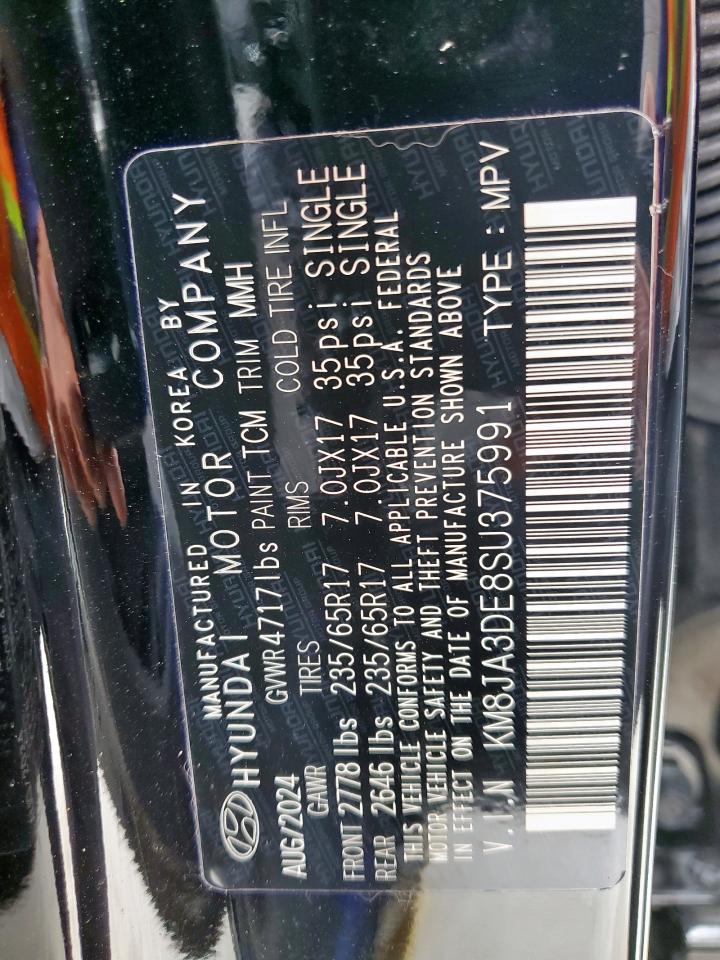 MANUFACTURED IN KOREA BY
HYUNDAI MOTOR COMPANY
AUG/2024 GVWR 4717 lbs PAINT TCM TRIM MMH
GAWR TIRES RIMS COLD TIRE INFL
FRONT 2778 lbs 235/65R17 7.0JX17 35psi SINGLE
REAR 2646 lbs 235/65R17 7.0JX17 35psi SINGLE
THIS VEHICLE CONFORMS TO ALL APPLICABLE U.S.A. FEDERAL
MOTOR VEHICLE SAFETY AND THEFT PREVENTION STANDARDS
IN EFFECT ON THE DATE OF MANUFACTURE SHOWN ABOVE
V.I.N KM8JA3DE8SU375991 TYPE : MPV